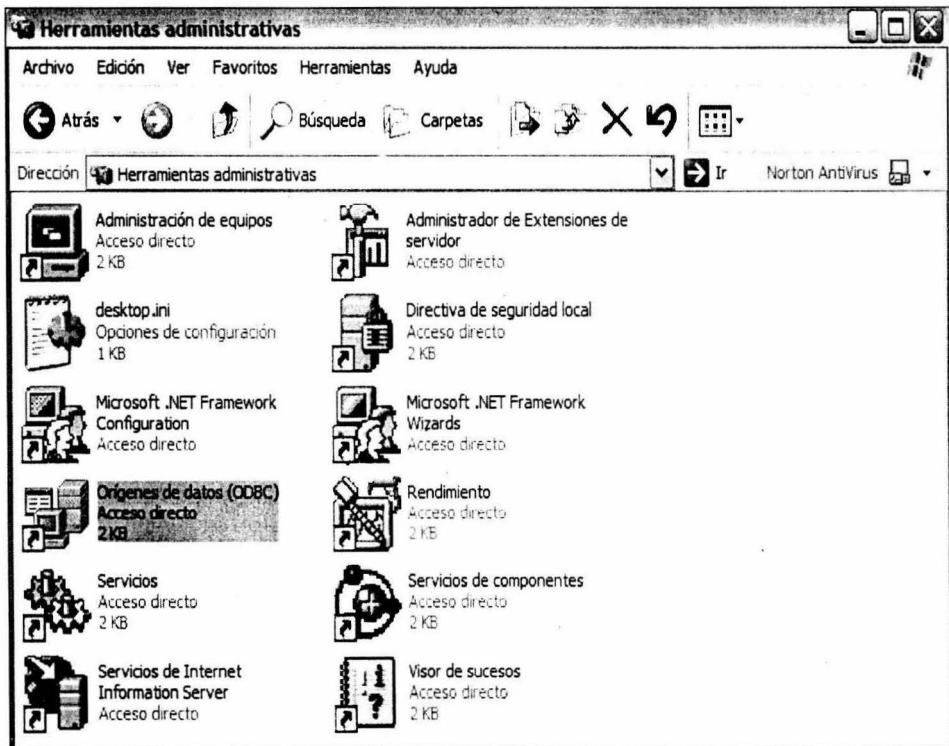 Herramientas administrativas
Archivo Edición Ver Favoritos Herramientas Ayuda
Atrás Búsqueda Carpetas
Dirección Herramientas administrativas Ir Norton AntiVirus
Administración de equipos
Acceso directo
2 KB
Administrador de Extensiones de
servidor
Acceso directo
desktop.ini
Opciones de configuración
1 KB
Directiva de seguridad local
Acceso directo
2 KB
Microsoft .NET Framework
Configuration
Acceso directo
Microsoft .NET Framework
Wizards
Acceso directo
Orígenes de datos (ODBC)
Acceso directo
2 KB
Rendimiento
Acceso directo
2 KB
Servicios
Acceso directo
2 KB
Servicios de componentes
Acceso directo
2 KB
Servicios de Internet
Information Server
Acceso directo
Visor de sucesos
Acceso directo
2 KB